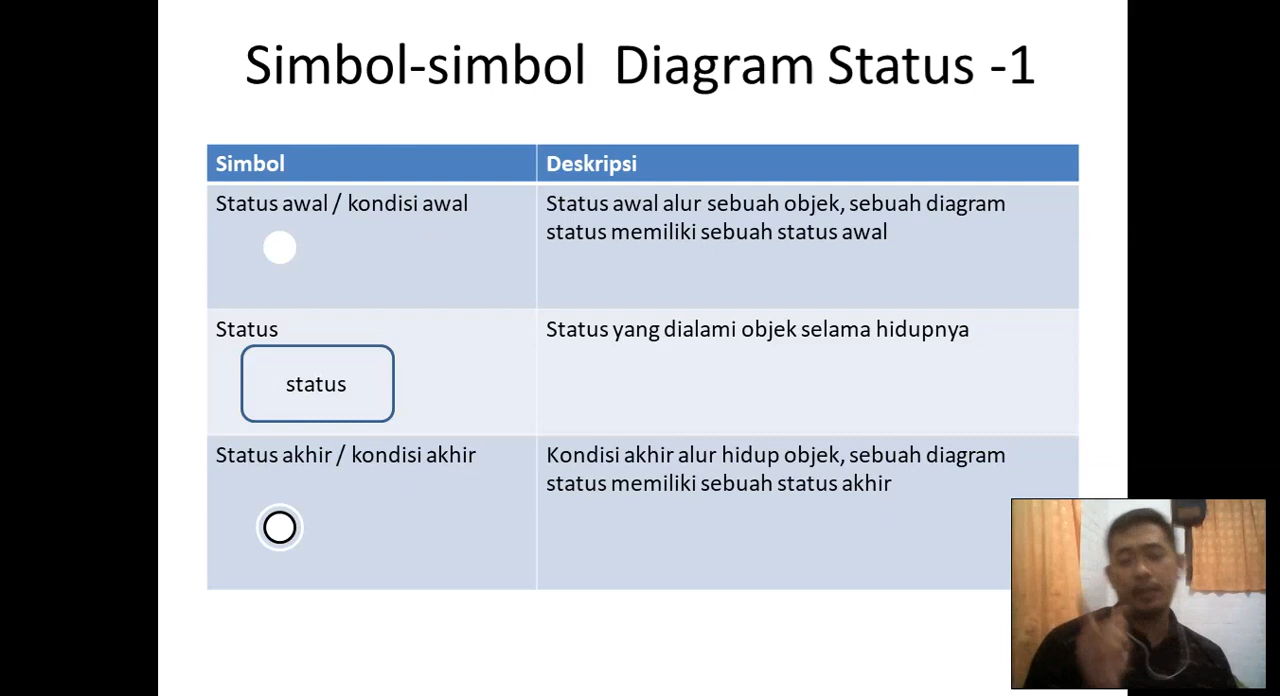 Simbol-simbol Diagram Status -1
Simbol
Deskripsi
Status awal / kondisi awal
Status awal alur sebuah objek, sebuah diagram
status memiliki sebuah status awal
Status
status
Status yang dialami objek selama hidupnya
Status akhir / kondisi akhir
Kondisi akhir alur hidup objek, sebuah diagram
status memiliki sebuah status akhir